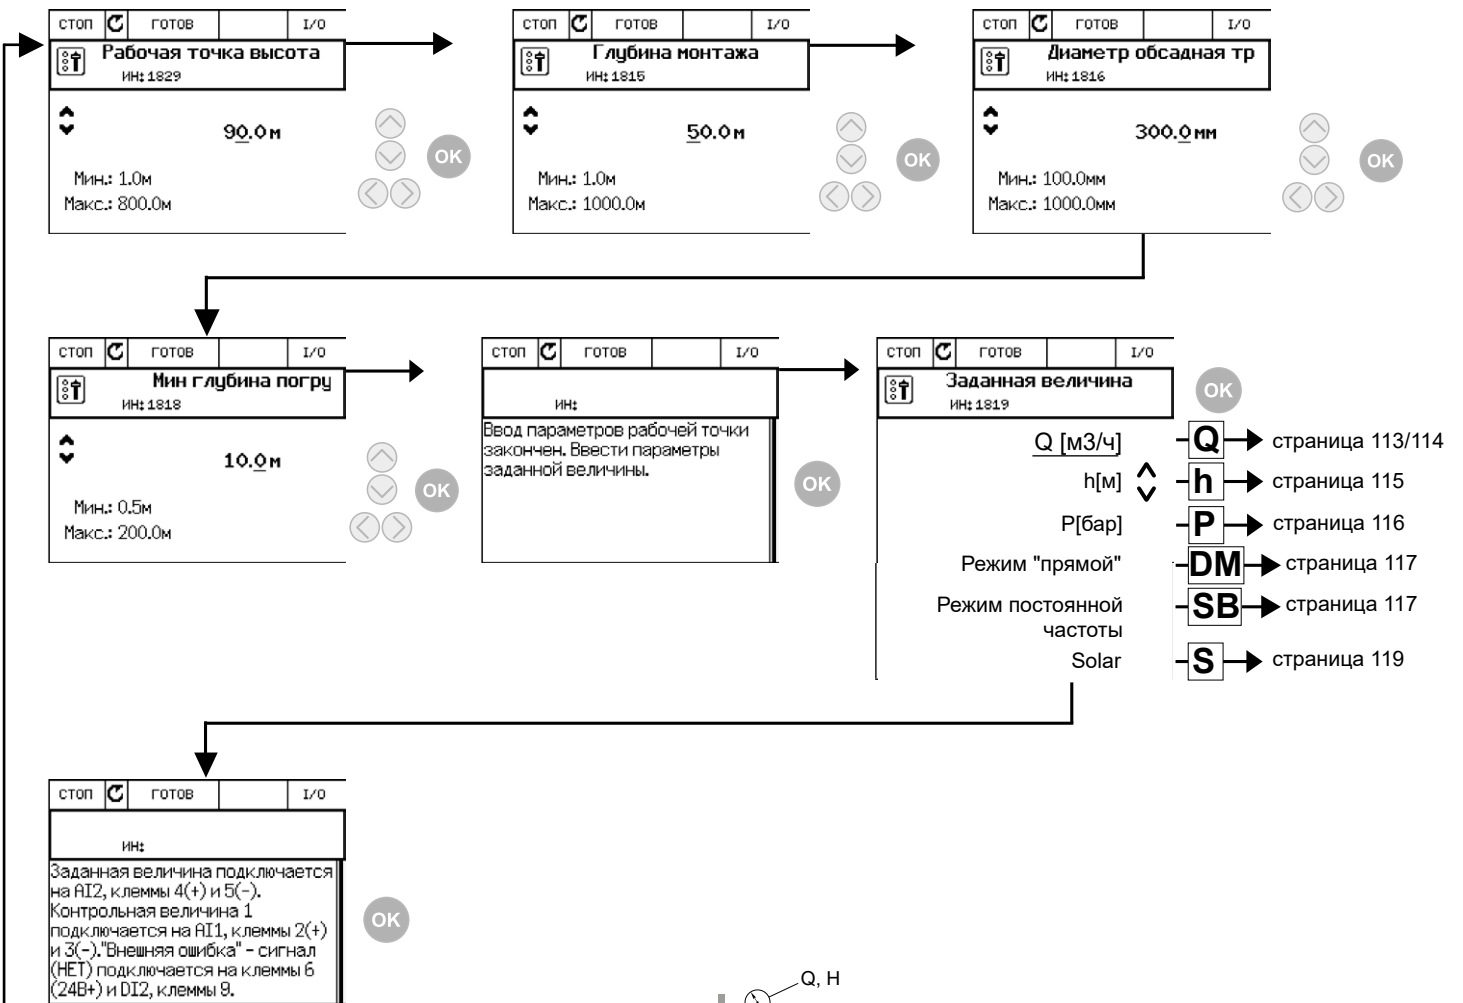 СТОП ГОТОВ I/O
Рабочая точка высота
ИН: 1829
90.0 м
Мин.: 1.0м
Макс.: 800.0м
OK
СТОП ГОТОВ I/O
Глубина монтажа
ИН: 1815
50.0 м
Мин.: 1.0м
Макс.: 1000.0м
OK
СТОП ГОТОВ I/O
Диаметр обсадная тр
ИН: 1816
300.0 мм
Мин.: 100.0мм
Макс.: 1000.0мм
OK
СТОП ГОТОВ I/O
Мин глубина погру
ИН: 1818
10.0 м
Мин.: 0.5м
Макс.: 200.0м
OK
СТОП ГОТОВ I/O
ИН:
Ввод параметров рабочей точки
закончен. Ввести параметры
заданной величины.
OK
СТОП ГОТОВ I/O
Заданная величина
ИН: 1819
OK
Q [м3/ч] Q страница 113/114
h[м] h страница 115
P[бар] P страница 116
Режим "прямой" DM страница 117
Режим постоянной SB страница 117
частоты
Solar S страница 119
СТОП ГОТОВ I/O
ИН:
Заданная величина подключается
на AI2, клеммы 4(+) и 5(-).
Контрольная величина 1
подключается на AI1, клеммы 2(+)
и 3(-)."Внешняя ошибка" - сигнал
(НЕТ) подключается на клеммы 6
(24В+) и DI2, клеммы 9.
OK
Q, H